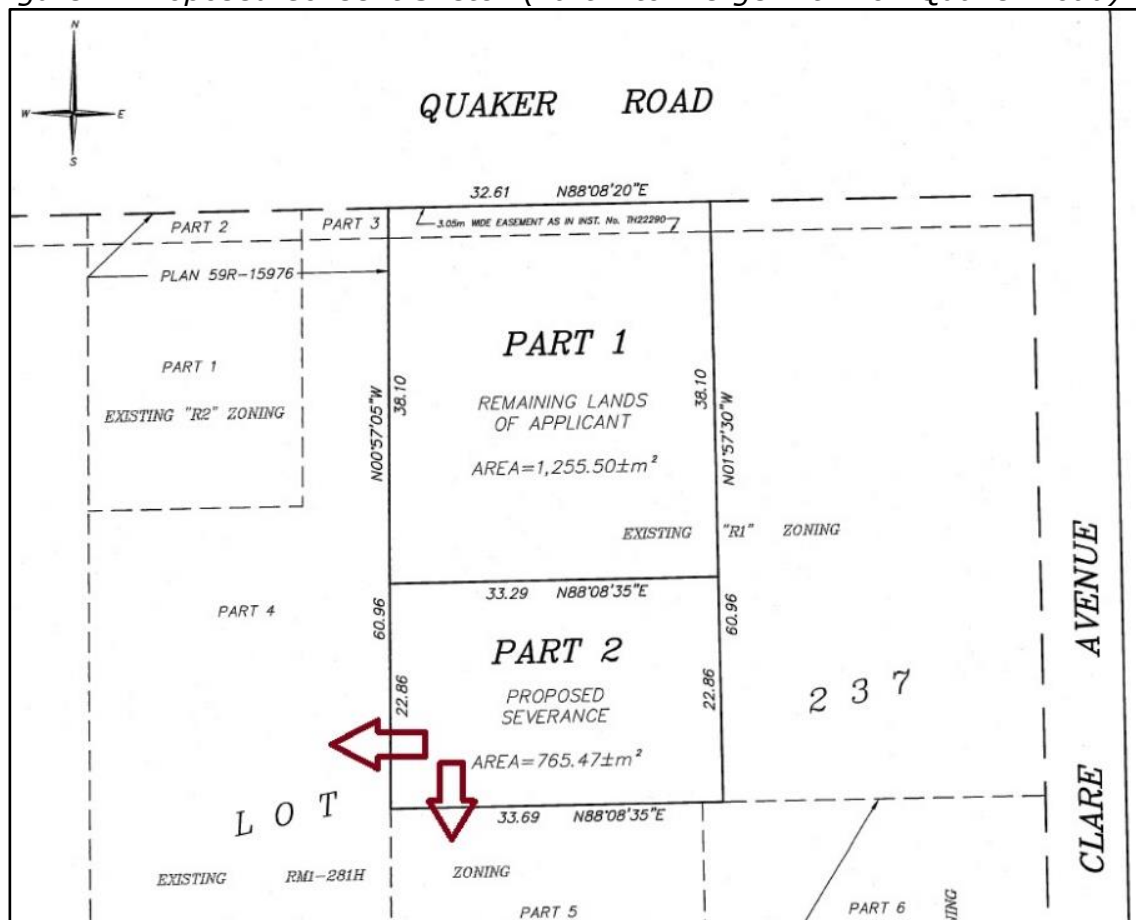 N
W E
S
QUAKER ROAD
32.61 N88°08'20"E
3.05m WIDE EASEMENT AS IN INST. No. TH22290
PART 2
PART 3
PLAN 59R-15976
PART 1
EXISTING "R2" ZONING
N00°57'05"W
38.10
PART 1
REMAINING LANDS
OF APPLICANT
AREA=1,255.50±m²
38.10
N01°57'30"W
EXISTING "R1" ZONING
33.29 N88°08'35"E
PART 4
60.96
60.96
PART 2
PROPOSED
SEVERANCE
AREA=765.47±m²
22.86
22.86
237
LOT
33.69 N88°08'35"E
EXISTING RM1-281H ZONING
PART 5
PART 6
CLARE AVENUE